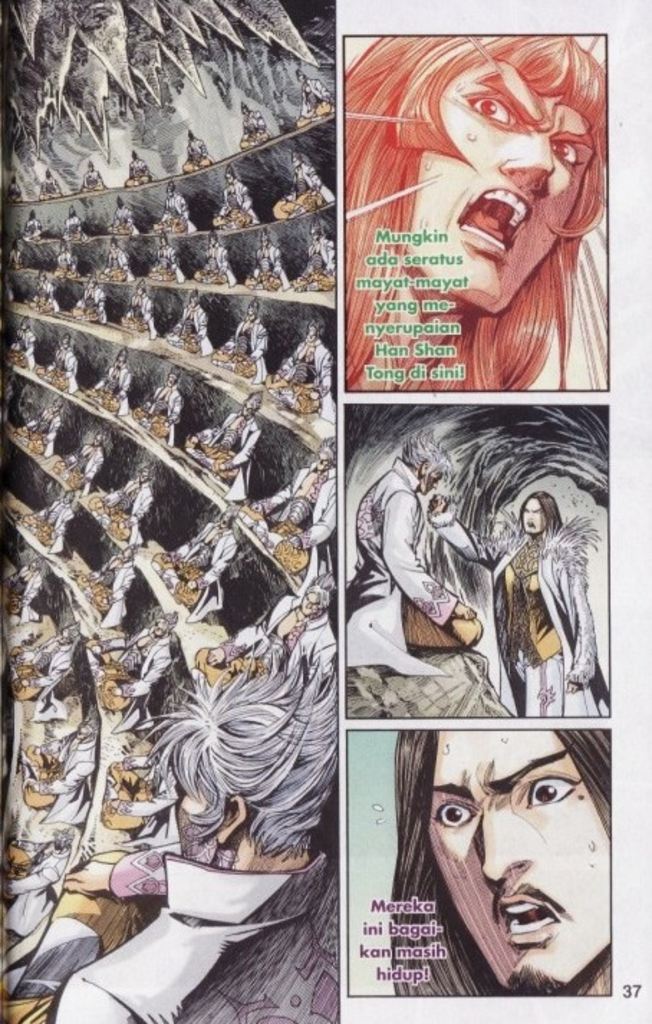 Mungkin
ada seratus
mayat-mayat
yang me-
nyerupaian
Han Shan
Tong di sini!
Mereka
ini bagai-
kan masih
hidup!
37